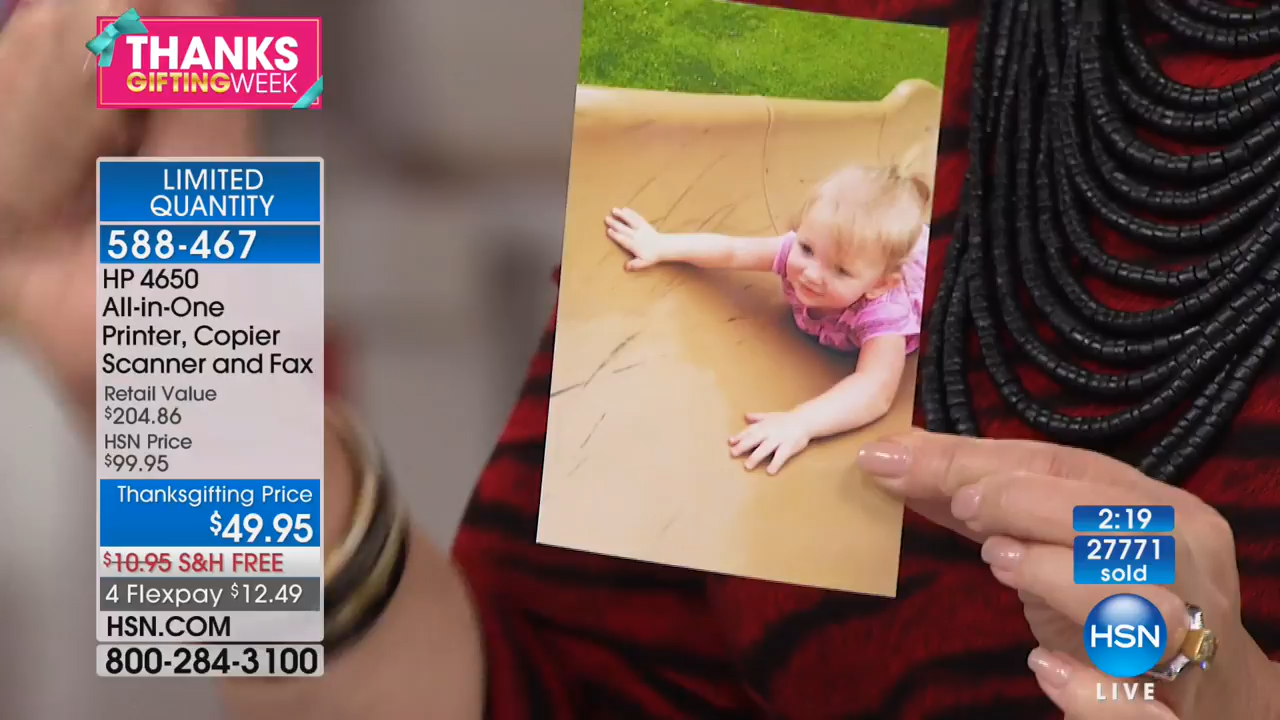 THANKS
GIFTINGWEEK
LIMITED
QUANTITY
588-467
HP 4650
All-in-One
Printer, Copier
Scanner and Fax
Retail Value
$204.86
HSN Price
$99.95
Thanksgifting Price
$49.95
$10.95 S&H FREE
4 Flexpay $12.49
HSN.COM
800-284-3100
2:19
27771
sold
HSN
LIVE